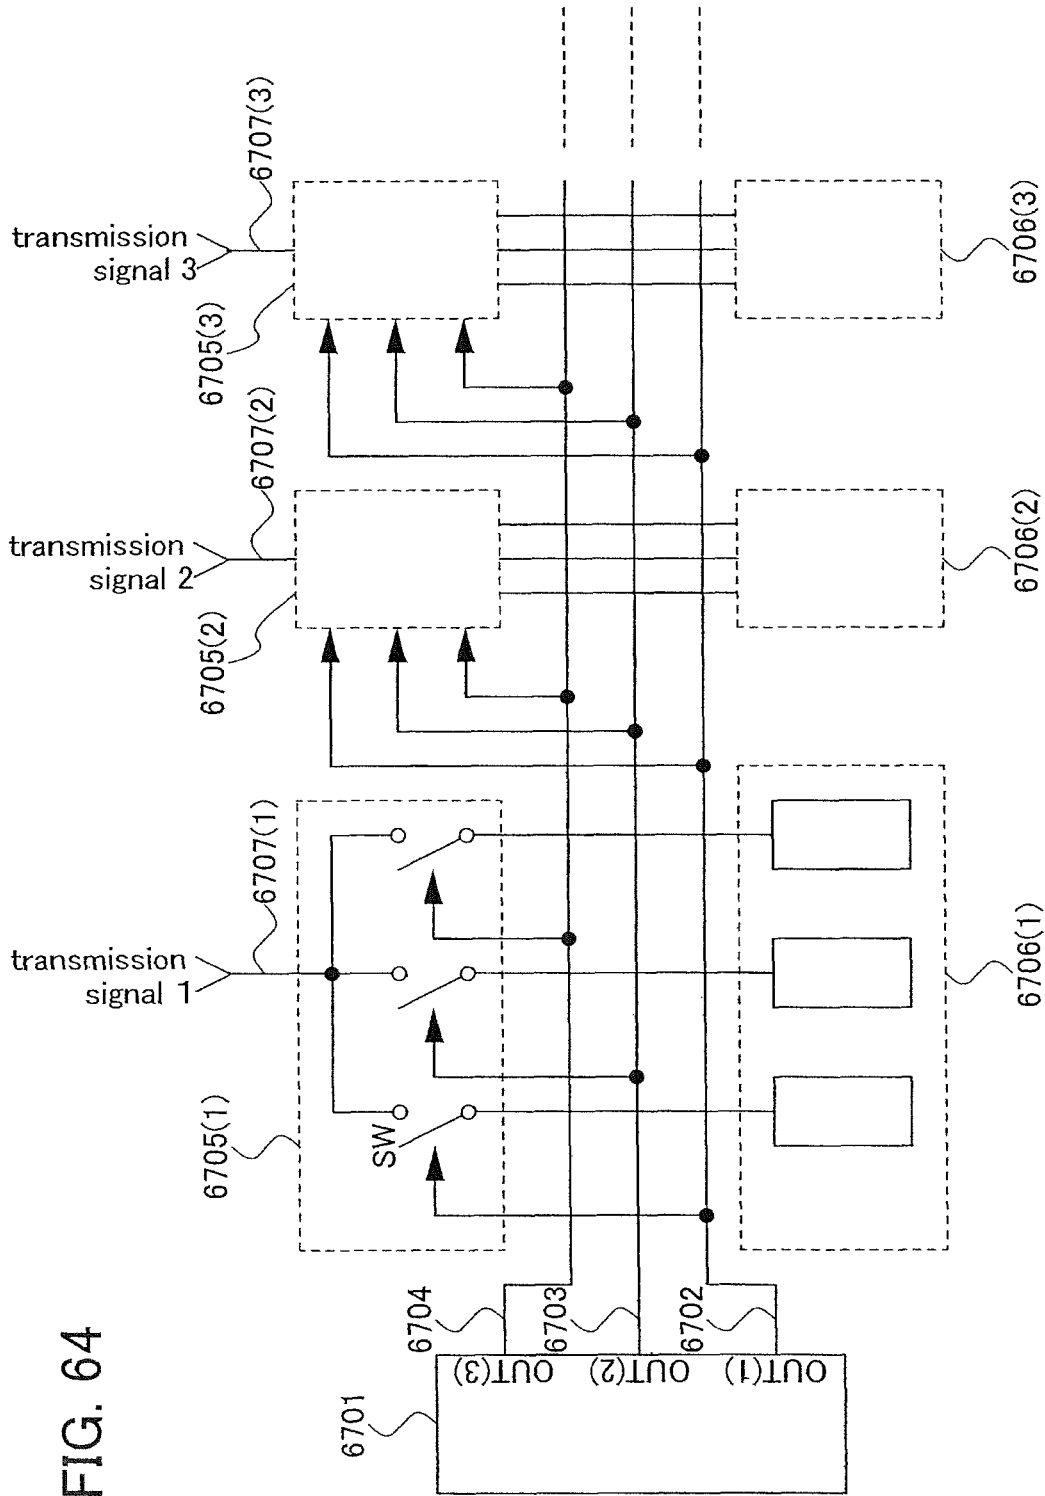 FIG. 64
transmission
signal 3
6707(3)
6705(3)
6706(3)
transmission
signal 2
6707(2)
6705(2)
6706(2)
transmission
signal 1
6707(1)
6705(1)
SW
6706(1)
6704
6703
6702
OUT(3)
OUT(2)
OUT(1)
6701